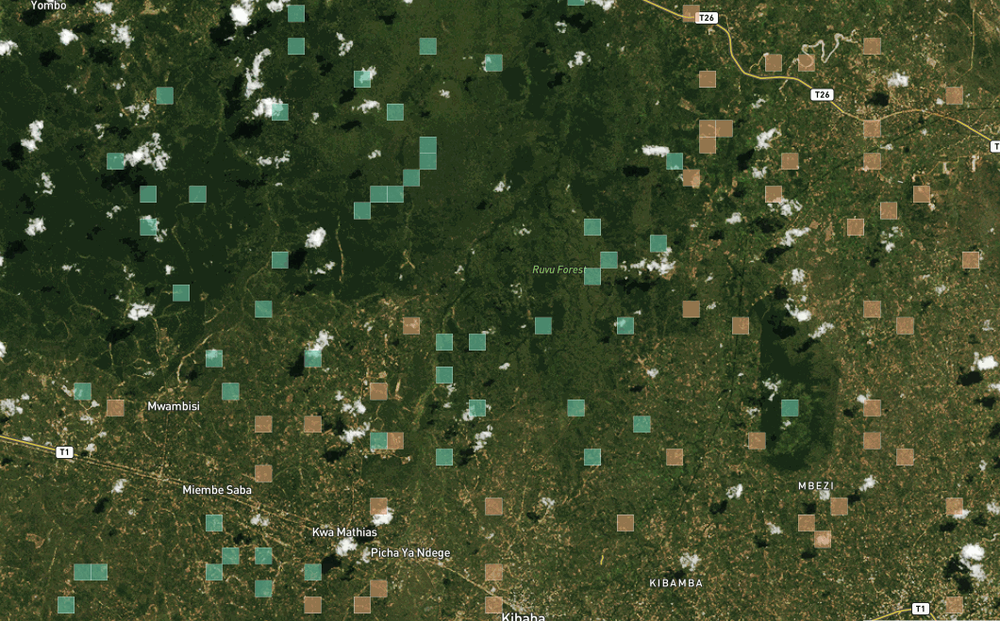 Yombo
T26
T26
T
Ruvu Forest
Mwambisi
T1
Miembe Saba
MBEZI
Kwa Mathias
Picha Ya Ndege
KIBAMBA
T1
Kibaha